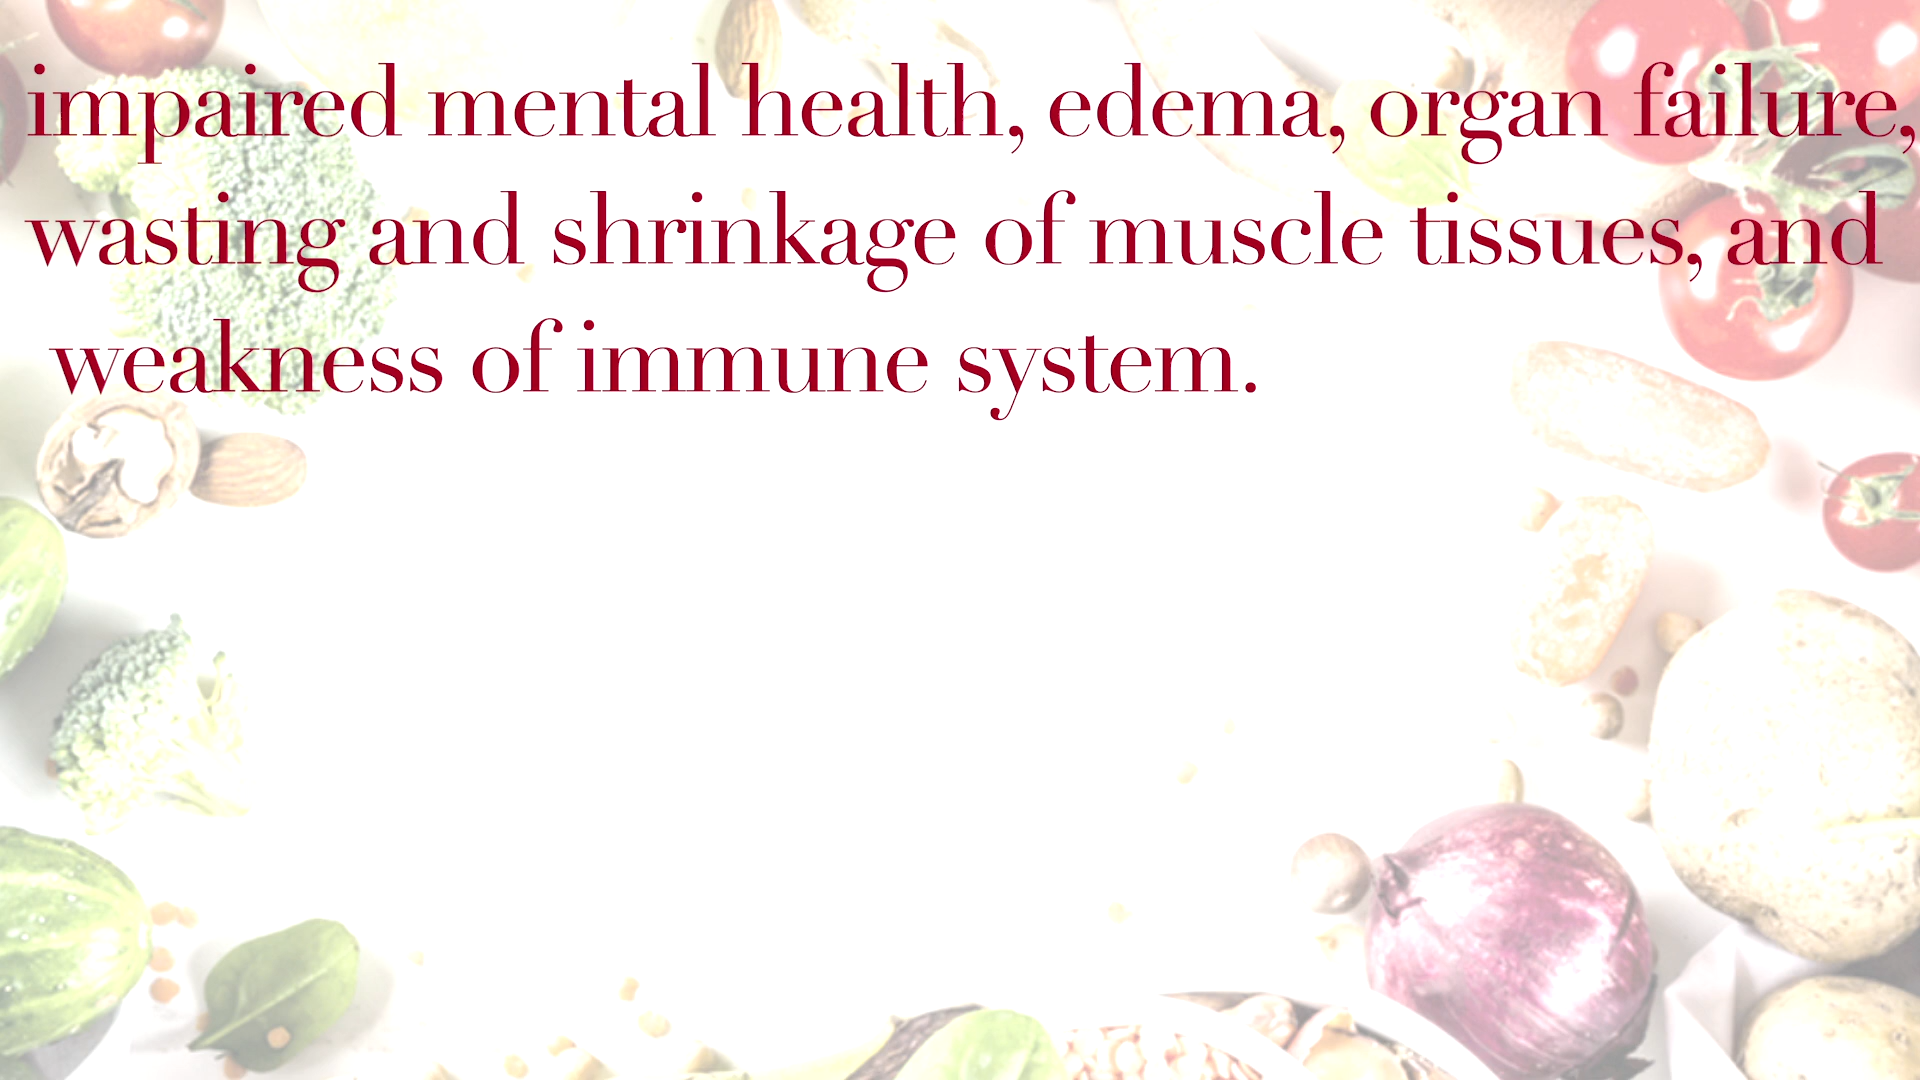 impaired mental health, edema, organ failure,
wasting and shrinkage of muscle tissues, and
weakness of immune system.